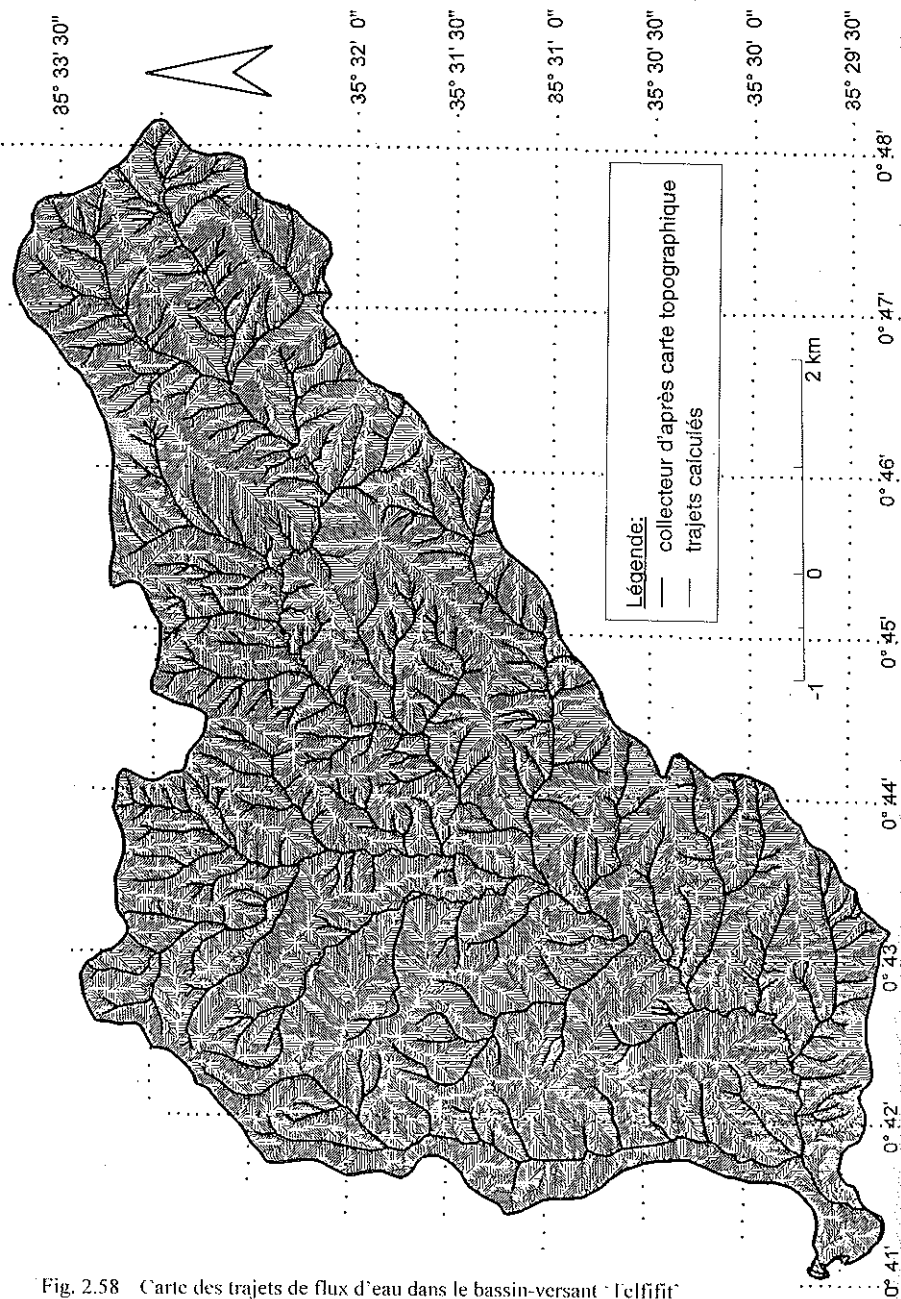 35° 33' 30"
35° 32' 0"
35° 31' 30"
35° 31' 0"
35° 30' 30"
35° 30' 0"
35° 29' 30"
0° 48'
0° 47'
0° 46'
0° 45'
0° 44'
0° 43'
0° 42'
0° 41'
Légende:
collecteur d'après carte topographique
trajets calculés
-1 0 2 km
Fig. 2.58 Carte des trajets de flux d'eau dans le bassin-versant